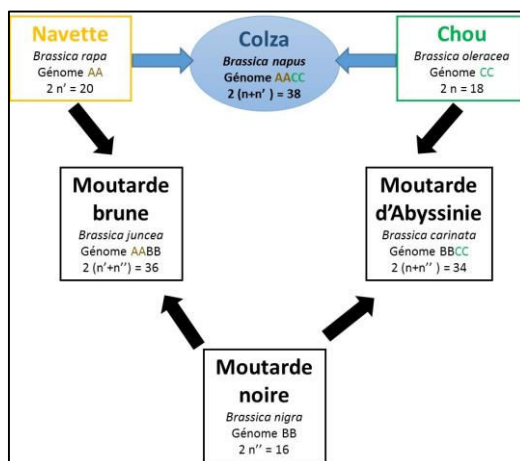 Navette
Brassica rapa
Génome AA
2 n’ = 20
Colza
Brassica napus
Génome AACC
2 (n+n’ ) = 38
Chou
Brassica oleracea
Génome CC
2 n = 18
Moutarde
brune
Brassica juncea
Génome AABB
2 (n’+n’’) = 36
Moutarde
d’Abyssinie
Brassica carinata
Génome BBCC
2 (n+n’’ ) = 34
Moutarde
noire
Brassica nigra
Génome BB
2 n’’ = 16